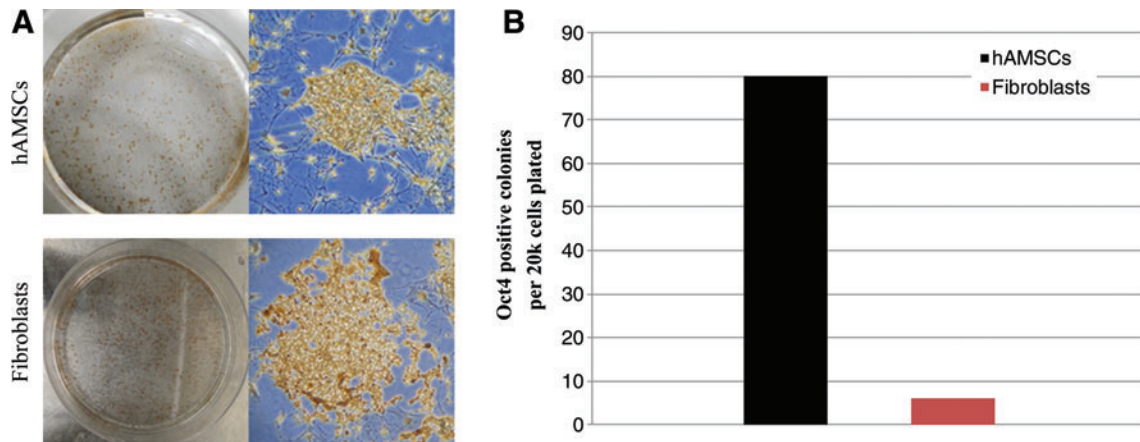 A
hAMSCs
Fibroblasts
B
Oct4 positive colonies
per 20k cells plated
90
80
70
60
50
40
30
20
10
0
hAMSCs
Fibroblasts